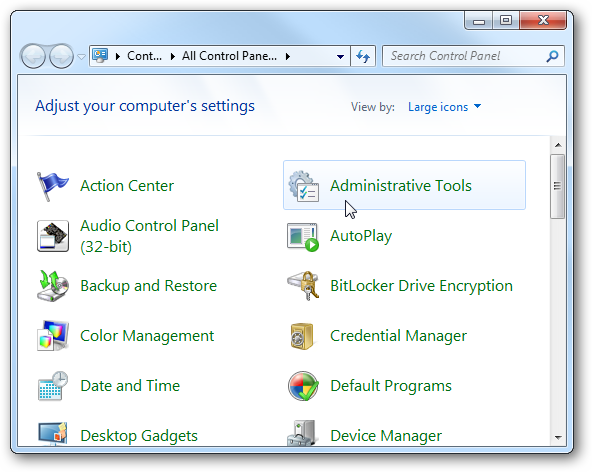 Cont...
All Control Pane...
Search Control Panel
Adjust your computer's settings
View by:
Large icons
Action Center
Administrative Tools
Audio Control Panel
(32-bit)
AutoPlay
Backup and Restore
BitLocker Drive Encryption
Color Management
Credential Manager
Date and Time
Default Programs
Desktop Gadgets
Device Manager